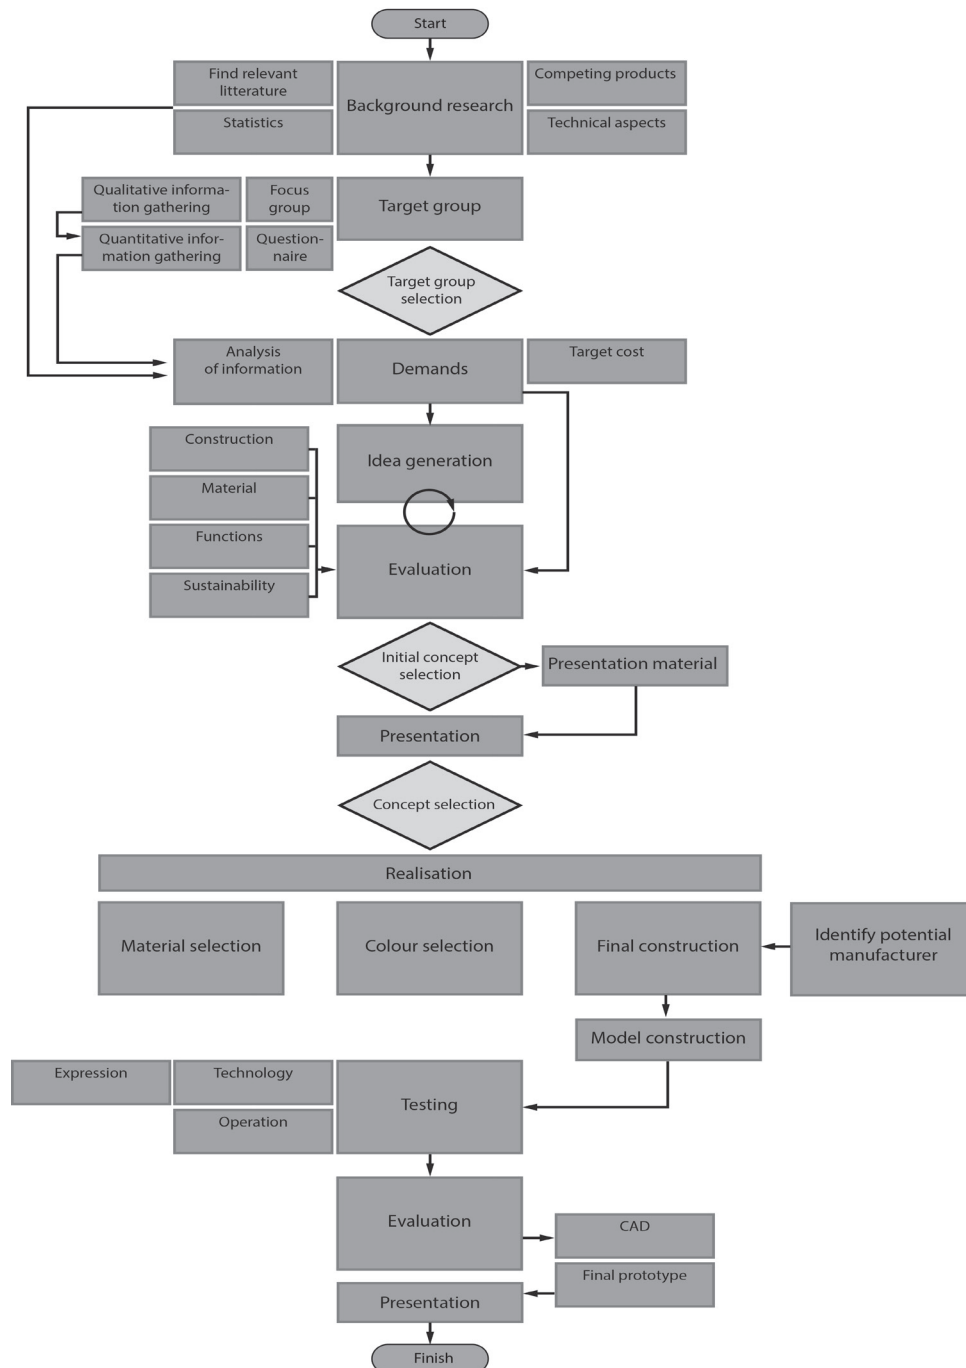 Start
Find relevant
litterature
Background research
Competing products
Statistics
Technical aspects
Qualitative informa-
tion gathering
Focus
group
Target group
Quantitative infor-
mation gathering
Question-
naire
Target group
selection
Analysis
of information
Demands
Target cost
Construction
Idea generation
Material
Functions
Evaluation
Sustainability
Initial concept
selection
Presentation material
Presentation
Concept selection
Realisation
Material selection
Colour selection
Final construction
Identify potential
manufacturer
Model construction
Expression
Technology
Testing
Operation
Evaluation
CAD
Final prototype
Presentation
Finish